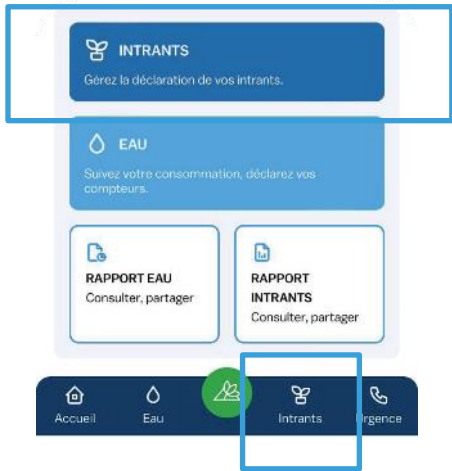 INTRANTS
Gérez la déclaration de vos intrants.
EAU
Suivez votre consommation, déclarez vos
compteurs.
RAPPORT EAU
Consulter, partager
RAPPORT
INTRANTS
Consulter, partager
Accueil
Eau
Intrants
Urgence